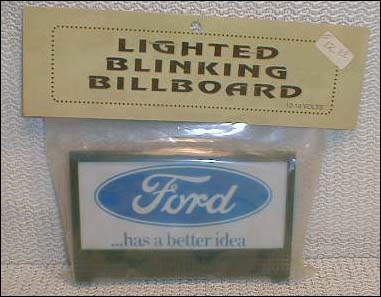 LIGHTED
BLINKING
BILLBOARD
12-14 VOLTS
Ford
...has a better idea